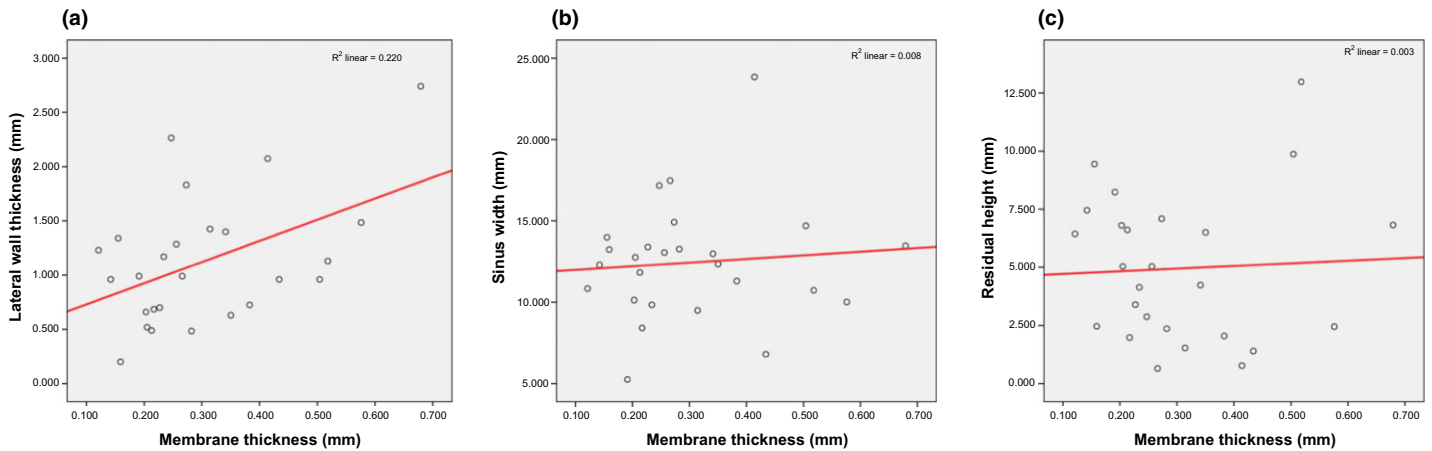 (a)
R² linear = 0.220
Lateral wall thickness (mm)
3.000
2.500
2.000
1.500
1.000
0.500
0.000
0.100 0.200 0.300 0.400 0.500 0.600 0.700
Membrane thickness (mm)
(b)
R² linear = 0.008
Sinus width (mm)
25.000
20.000
15.000
10.000
5.000
0.100 0.200 0.300 0.400 0.500 0.600 0.700
Membrane thickness (mm)
(c)
R² linear = 0.003
Residual height (mm)
12.500
10.000
7.500
5.000
2.500
0.000
0.100 0.200 0.300 0.400 0.500 0.600 0.700
Membrane thickness (mm)